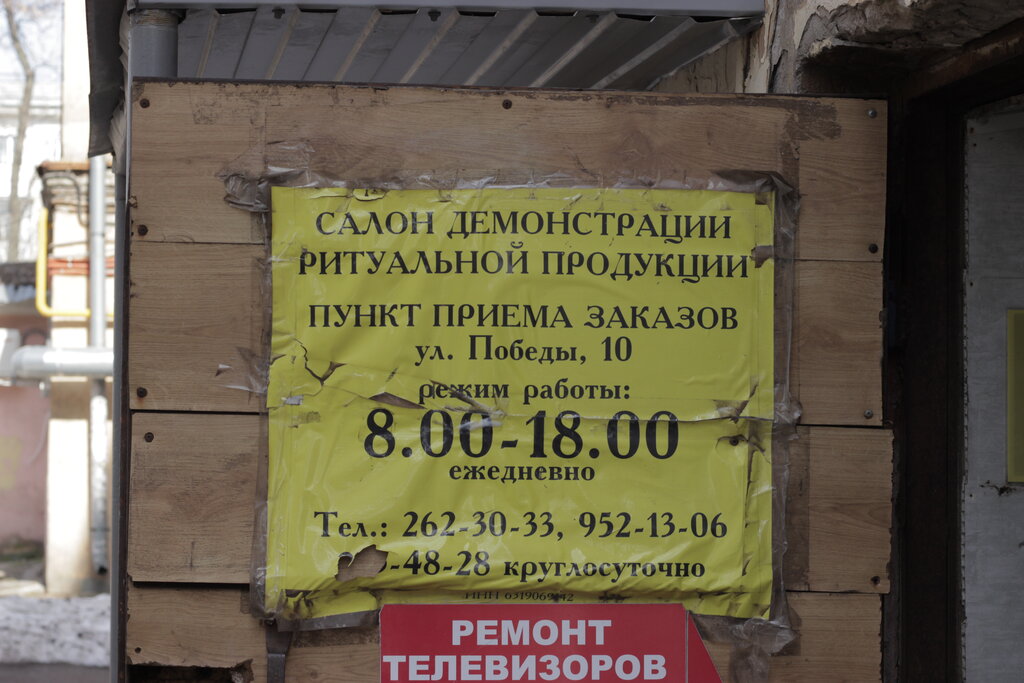 САЛОН ДЕМОНСТРАЦИИ
РИТУАЛЬНОЙ ПРОДУКЦИИ
ПУНКТ ПРИЕМА ЗАКАЗОВ
ул. Победы, 10
режим работы:
8.00-18.00
ежедневно
Тел.: 262-30-33, 952-13-06
-48-28 круглосуточно
ИНН
РЕМОНТ
ТЕЛЕВИЗОРОВ